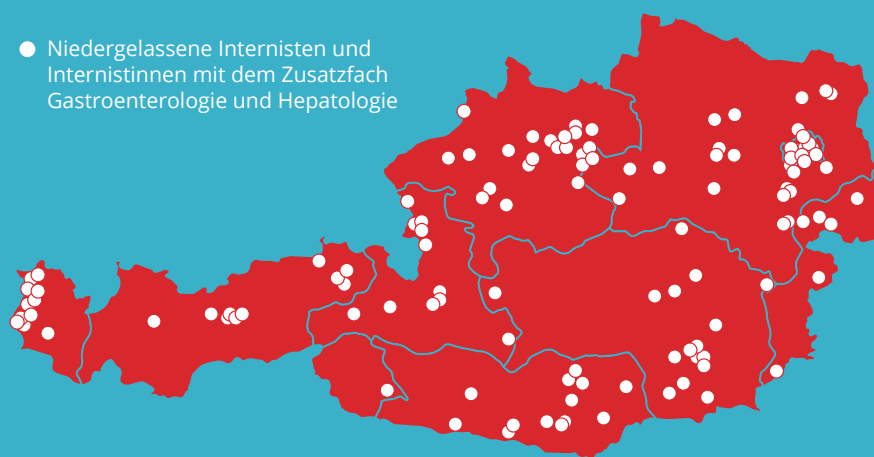 Niedergelassene Internisten und
Internistinnen mit dem Zusatzfach
Gastroenterologie und Hepatologie